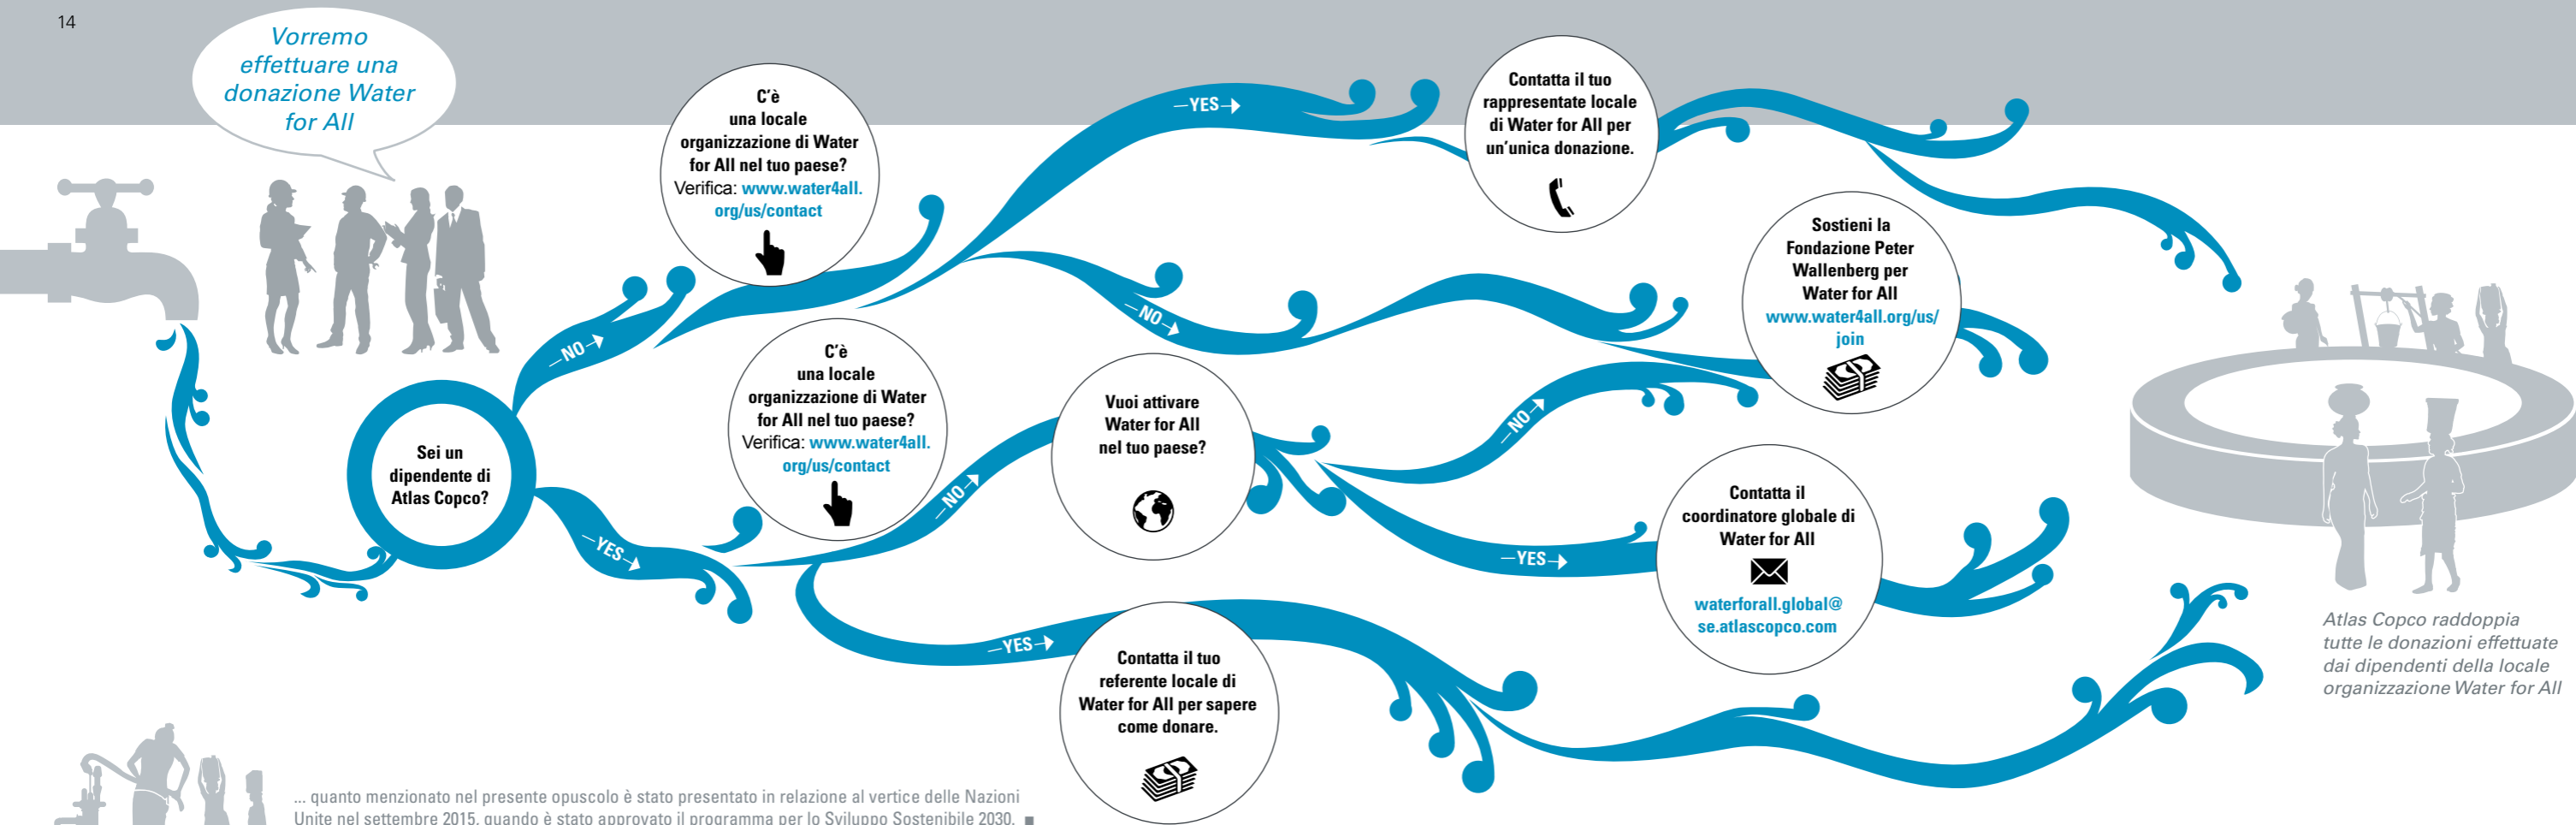 14
Vorremo
effettuare una
donazione Water
for All
C'è
una locale
organizzazione di Water
for All nel tuo paese?
Verifica: www.water4all.
org/us/contact
—YES→
Contatta il tuo
rappresentate locale
di Water for All per
un'unica donazione.
—NO→
—NO→
Sostieni la
Fondazione Peter
Wallenberg per
Water for All
www.water4all.org/us/
join
Sei un
dipendente di
Atlas Copco?
C'è
una locale
organizzazione di Water
for All nel tuo paese?
Verifica: www.water4all.
org/us/contact
—YES→
—NO→
Vuoi attivare
Water for All
nel tuo paese?
—NO→
—YES→
Contatta il
coordinatore globale di
Water for All
waterforall.global@
se.atlascopco.com
—YES→
Contatta il tuo
referente locale di
Water for All per sapere
come donare.
Atlas Copco raddoppia
tutte le donazioni effettuate
dai dipendenti della locale
organizzazione Water for All
... quanto menzionato nel presente opuscolo è stato presentato in relazione al vertice delle Nazioni
Unite nel settembre 2015, quando è stato approvato il programma per lo Sviluppo Sostenibile 2030. ■